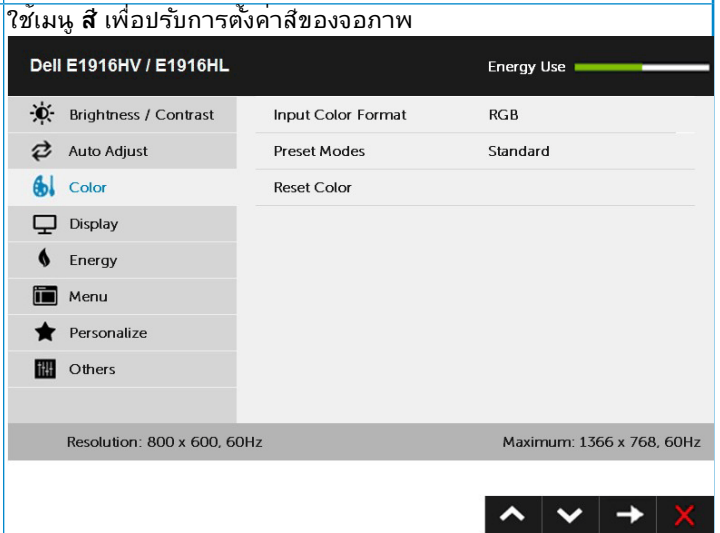 ใช้เมนู สี เพื่อปรับการตั้งค่าสีของจอภาพ
Dell E1916HV / E1916HL
Energy Use
Brightness / Contrast
Input Color Format
RGB
Auto Adjust
Preset Modes
Standard
Color
Reset Color
Display
Energy
Menu
Personalize
Others
Resolution: 800 x 600, 60Hz
Maximum: 1366 x 768, 60Hz